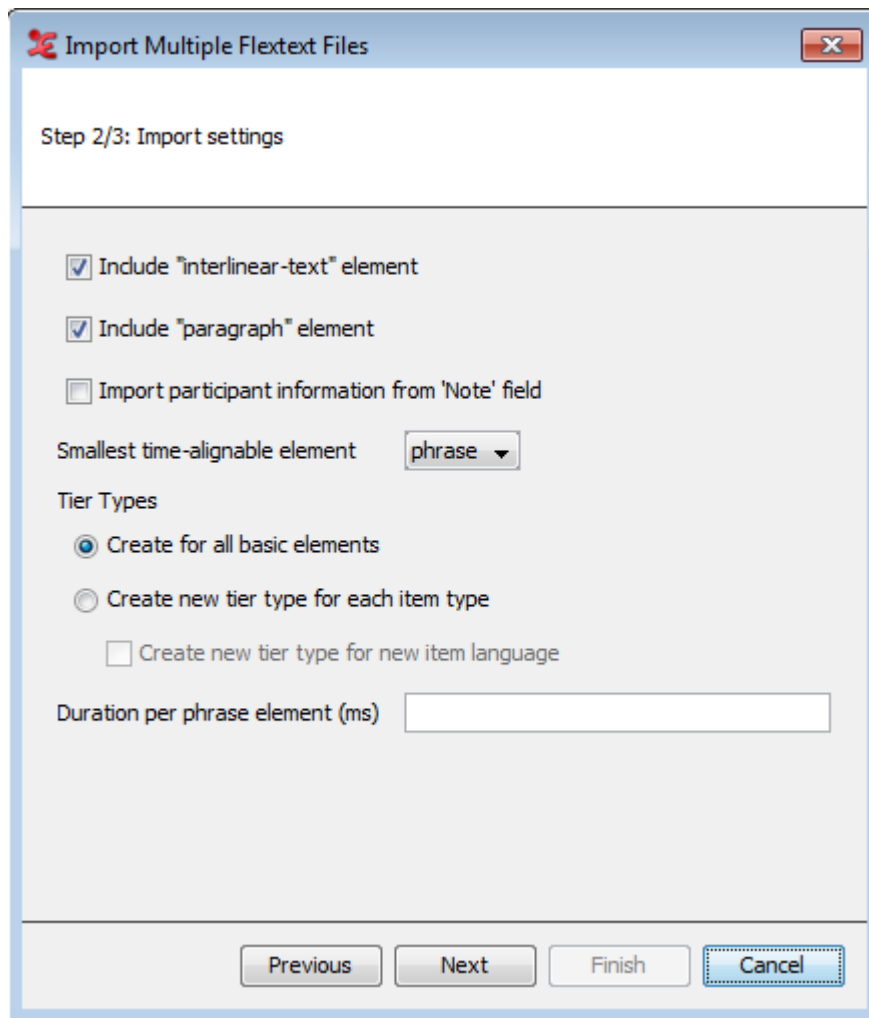 Import Multiple Flextext Files
Step 2/3: Import settings
Include "interlinear-text" element
Include "paragraph" element
Import participant information from 'Note' field
Smallest time-alignable element phrase
Tier Types
Create for all basic elements
Create new tier type for each item type
Create new tier type for new item language
Duration per phrase element (ms)
Previous Next Finish Cancel